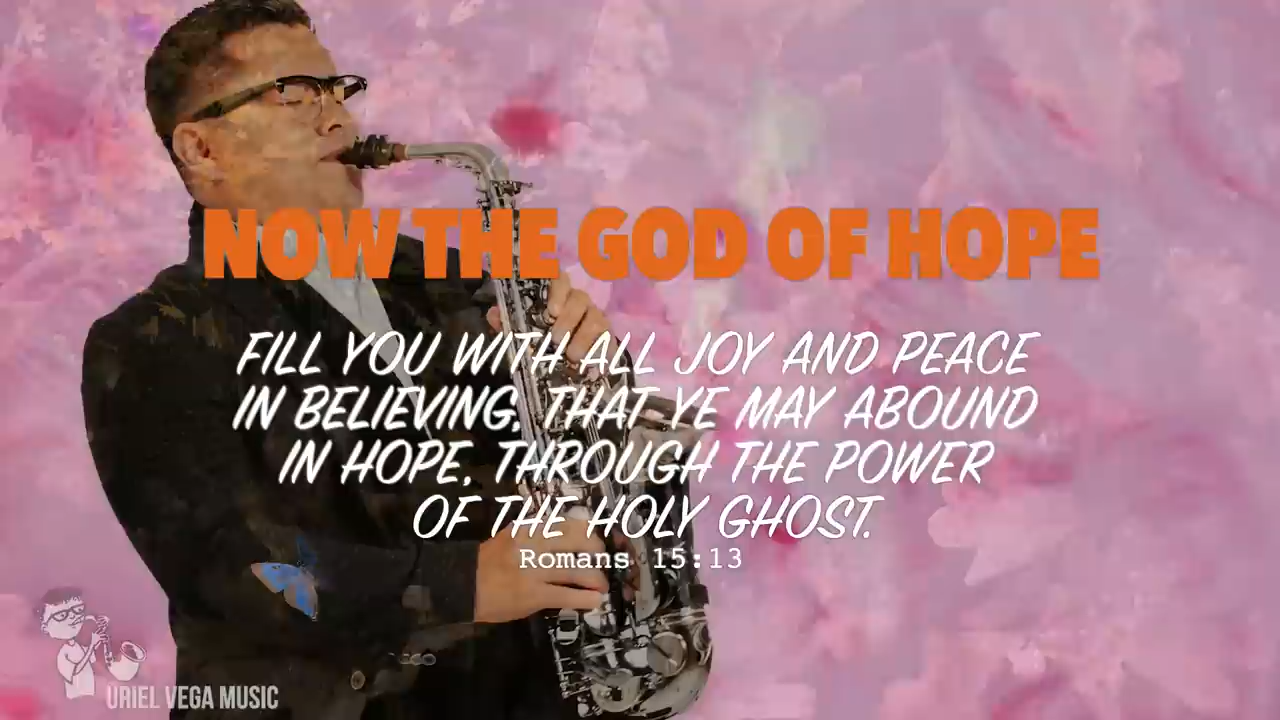 NOW THE GOD OF HOPE
FILL YOU WITH ALL JOY AND PEACE
IN BELIEVING, THAT YE MAY ABOUND
IN HOPE, THROUGH THE POWER
OF THE HOLY GHOST.
Romans 15:13
URIEL VEGA MUSIC